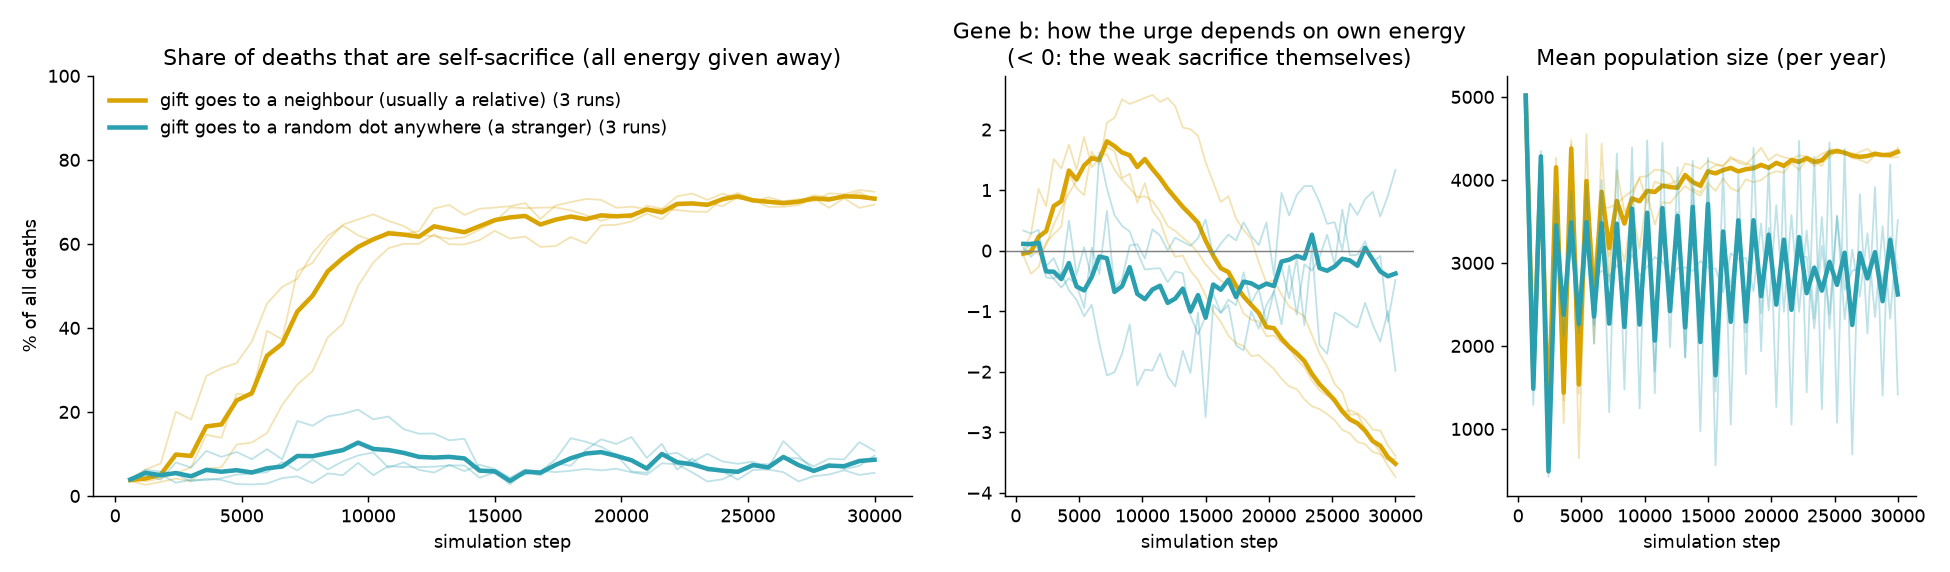 Share of deaths that are self-sacrifice (all energy given away)
% of all deaths
100
80
60
40
20
0
gift goes to a neighbour (usually a relative) (3 runs)
gift goes to a random dot anywhere (a stranger) (3 runs)
0 5000 10000 15000 20000 25000 30000
simulation step
Gene b: how the urge depends on own energy
(< 0: the weak sacrifice themselves)
2
1
0
−1
−2
−3
−4
0 5000 10000 15000 20000 25000 30000
simulation step
Mean population size (per year)
5000
4000
3000
2000
1000
0 5000 10000 15000 20000 25000 30000
simulation step